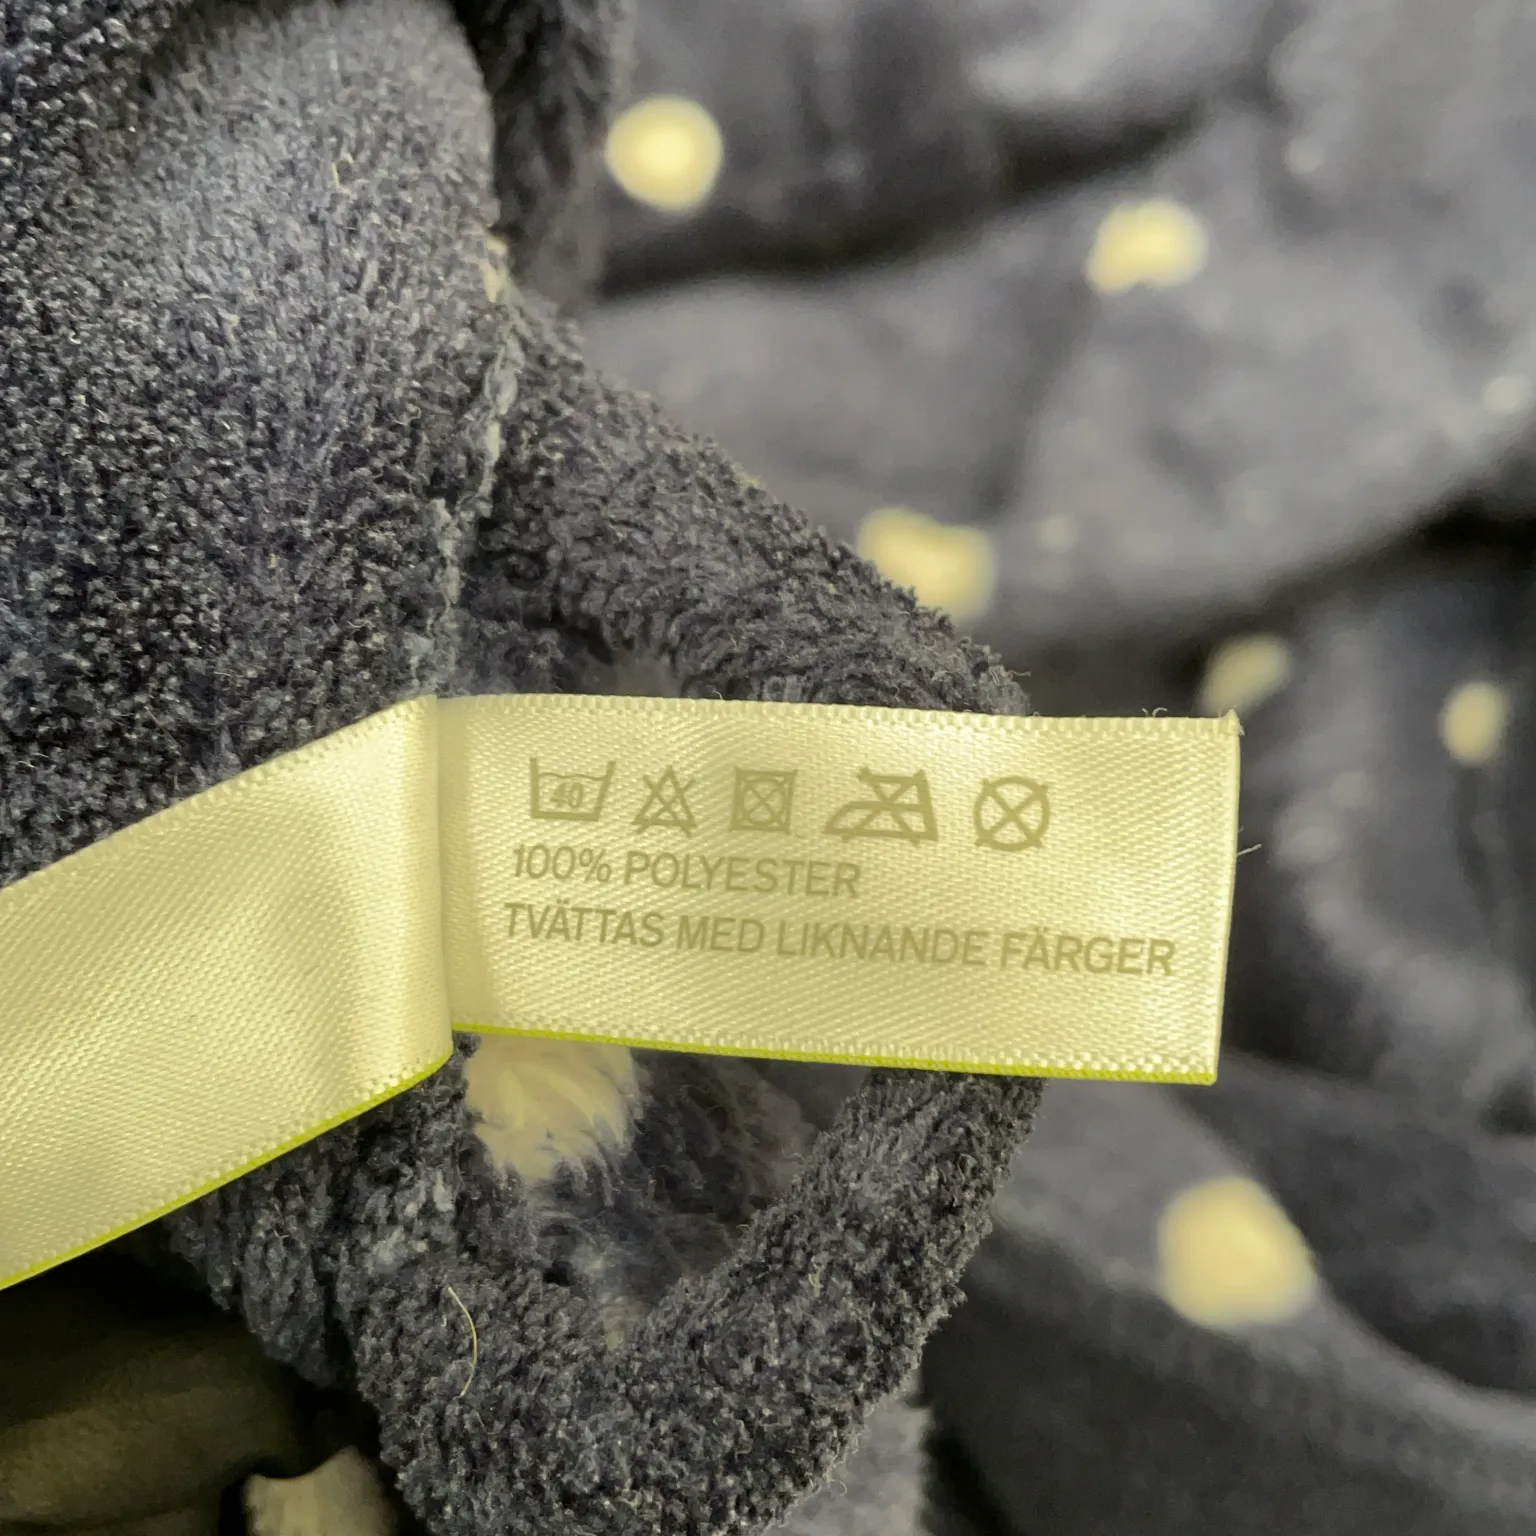 40
100% POLYESTER
TVÄTTAS MED LIKNANDE FÄRGER